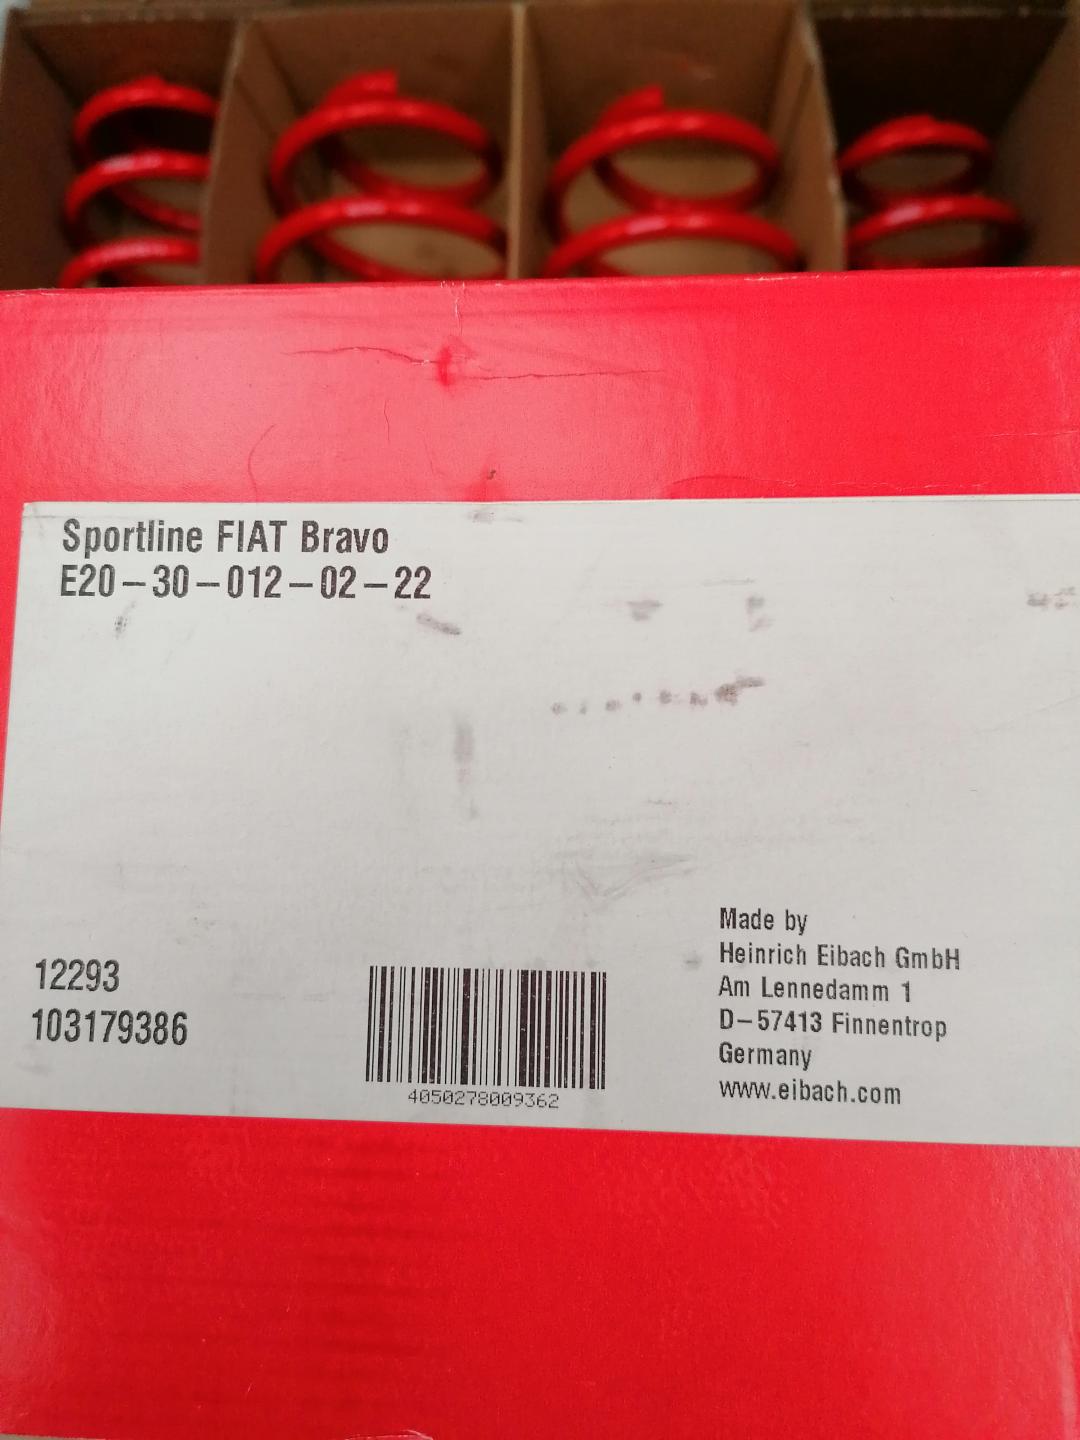 Sportline FIAT Bravo
E20-30-012-02-22
12293
103179386
4050278009362
Made by
Heinrich Eibach GmbH
Am Lennedamm 1
D-57413 Finnentrop
Germany
www.eibach.com